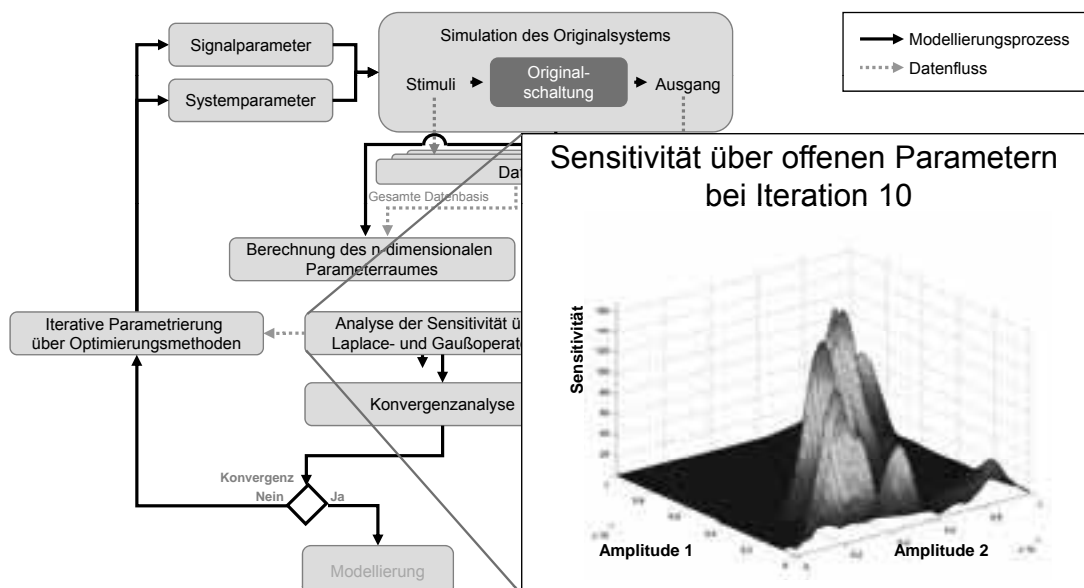 Signalparameter
Systemparameter
Simulation des Originalsystems
Stimuli
Original-
schaltung
Ausgang
Modellierungsprozess
Datenfluss
Dat
Gesamte Datenbasis
Berechnung des n-dimensionalen
Parameterraumes
Iterative Parametrierung
über Optimierungsmethoden
Analyse der Sensitivität ü
Laplace- und Gaußoperat
Konvergenzanalyse
Konvergenz
Nein
Ja
Modellierung
Sensitivität über offenen Parametern
bei Iteration 10
Sensitivität
Amplitude 1
Amplitude 2